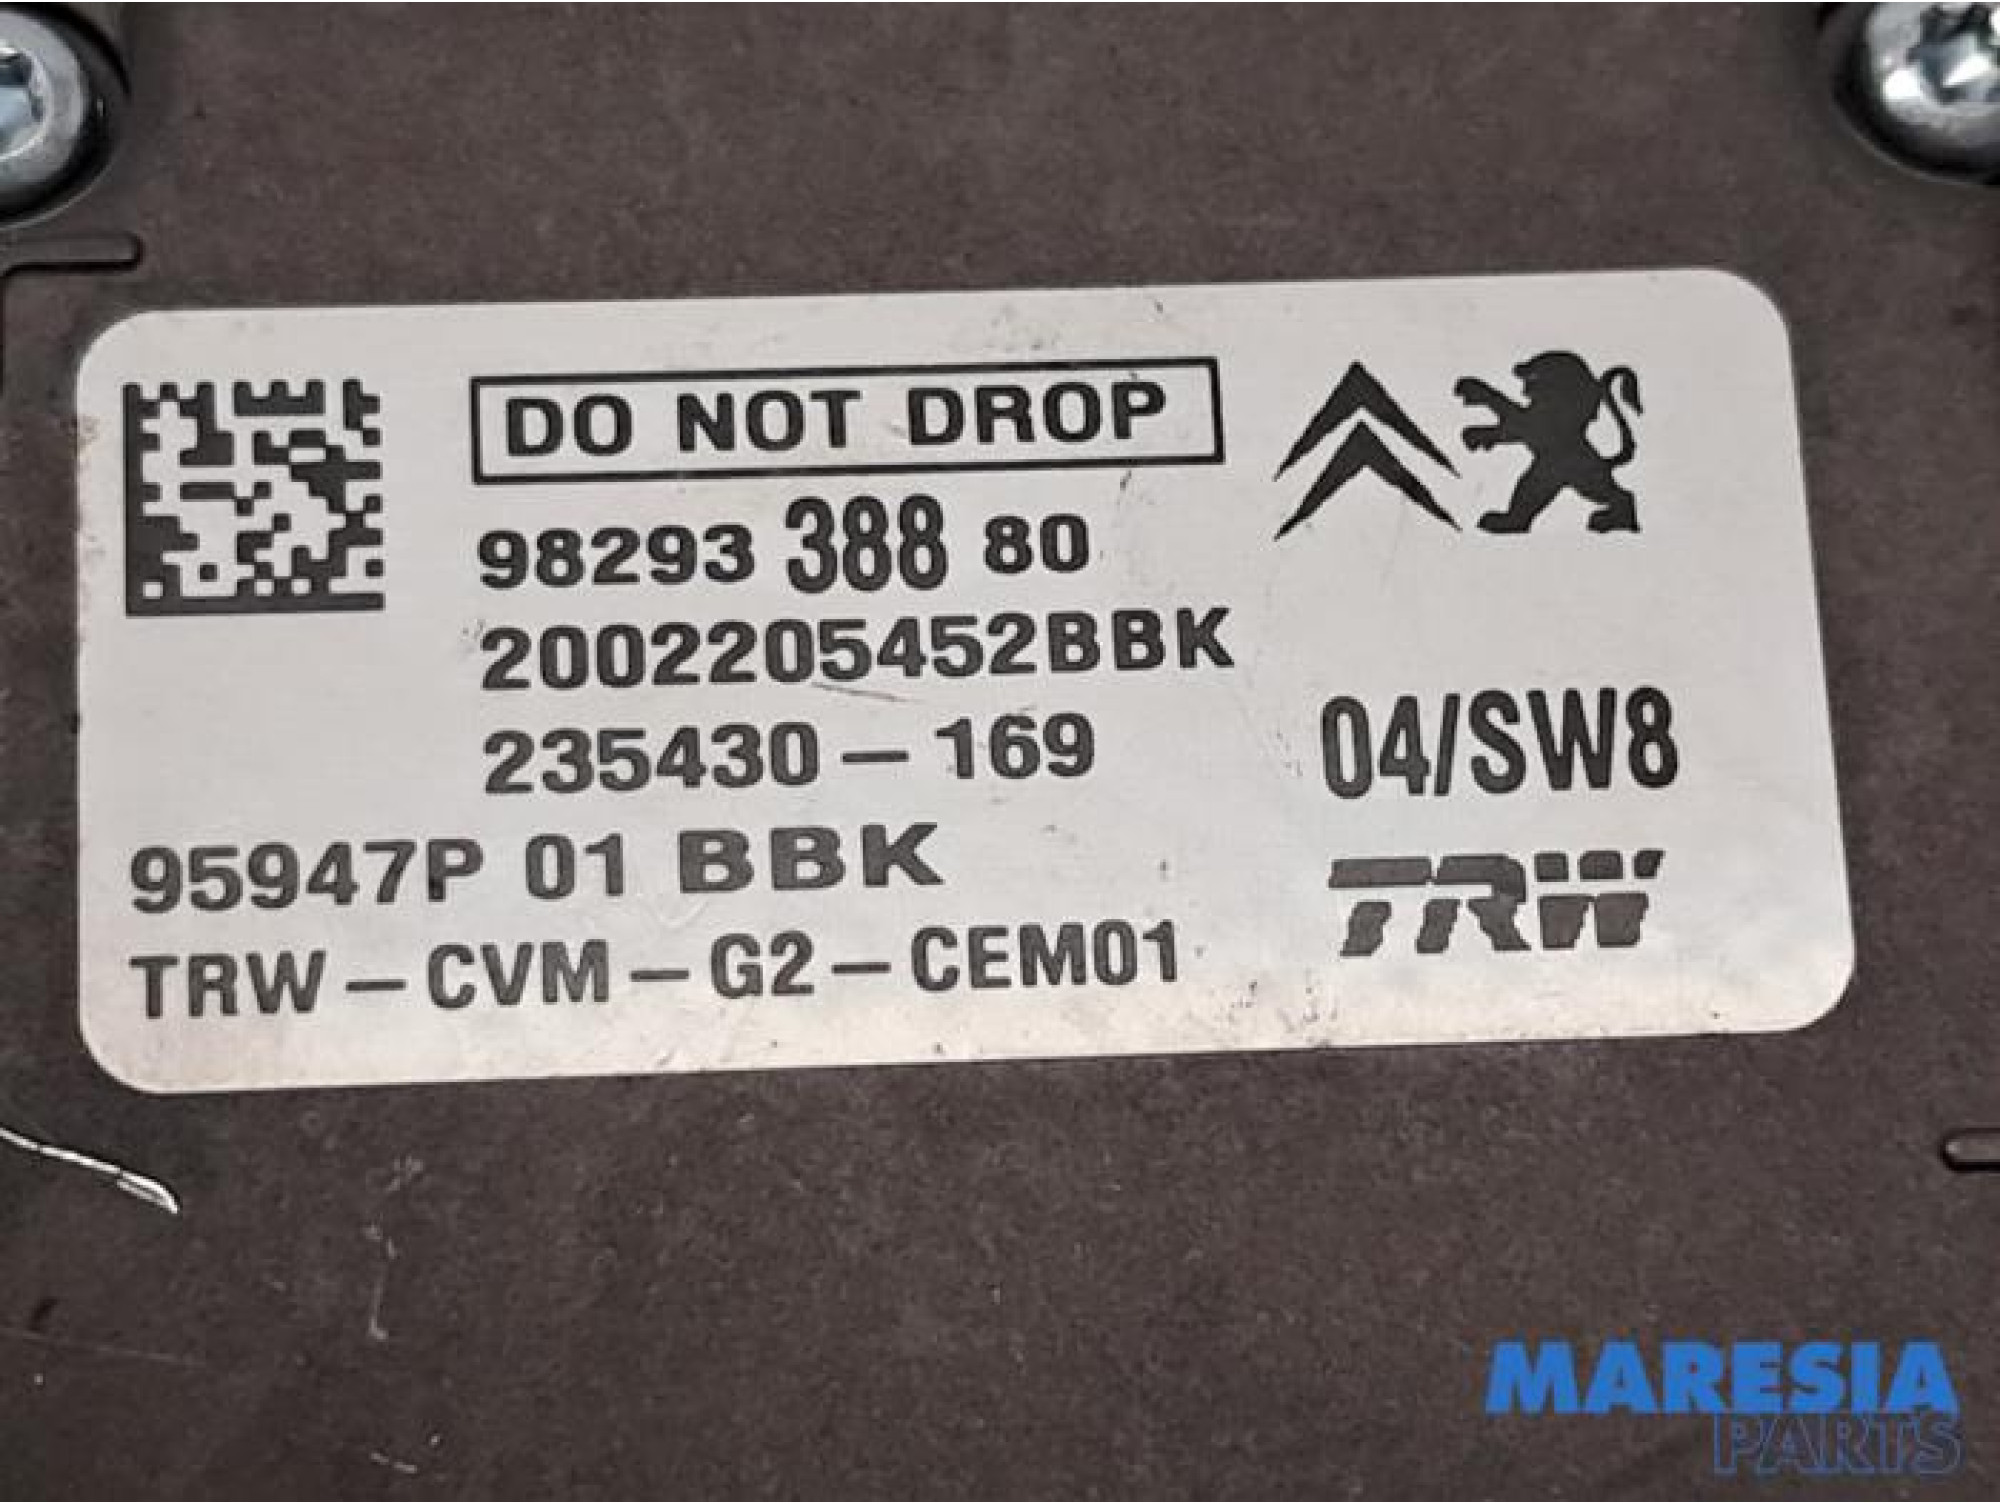 DO NOT DROP
98293 388 80
2002205452BBK
235430-169
04/SW8
95947P 01 BBK
TRW-CVM-G2-CEM01
TRW
MARESIA
PARTS